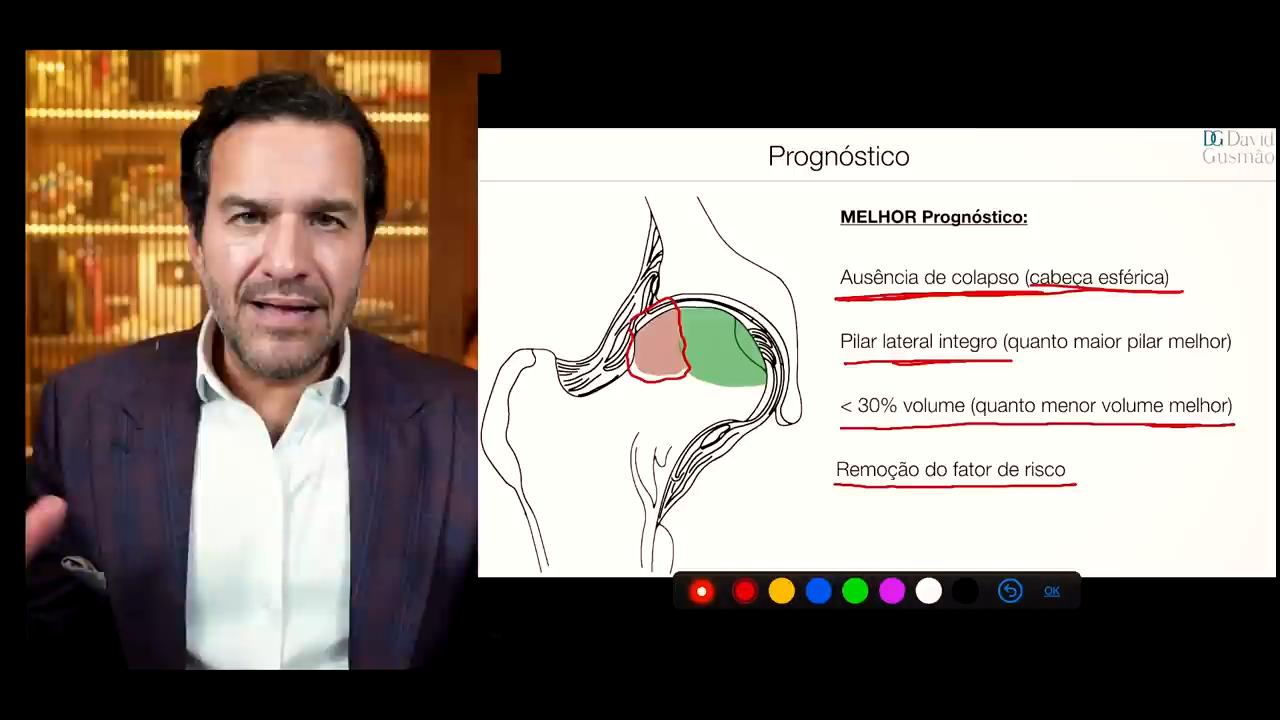 Prognóstico
DG David
Gusmão
MELHOR Prognóstico:
Ausência de colapso (cabeça esférica)
Pilar lateral integro (quanto maior pilar melhor)
< 30% volume (quanto menor volume melhor)
Remoção do fator de risco
OK